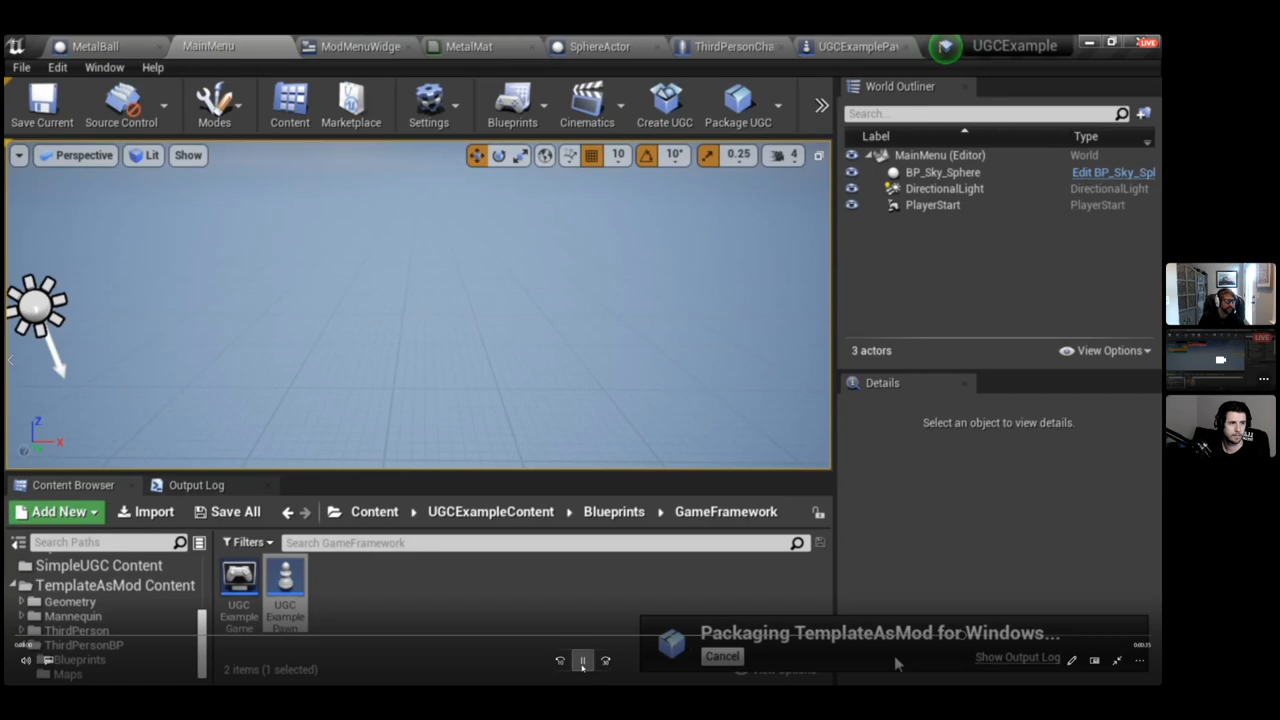 MetalBall
MainMenu
ModMenuWidge
MetalMat
SphereActor
ThirdPersonCha
UGCExamplePav
UGCExample
LIVE
File Edit Window Help
Save Current
Source Control
Modes
Content
Marketplace
Settings
Blueprints
Cinematics
Create UGC
Package UGC
World Outliner
Search...
Label Type
MainMenu (Editor) World
BP_Sky_Sphere Edit BP_Sky_Spl
DirectionalLight DirectionalLight
PlayerStart PlayerStart
3 actors View Options
Details
Select an object to view details.
Perspective Lit Show
10 10° 0.25 4
Z
X
LIVE
Content Browser Output Log
Add New Import Save All Content UGCExampleContent Blueprints GameFramework
Search Paths
Filters Search GameFramework
SimpleUGC Content
TemplateAsMod Content
Geometry
Mannequin
ThirdPerson
ThirdPersonBP
Blueprints
Maps
UGC
Example
Game
UGC
Example
Pawn
2 items (1 selected)
View Options
Packaging TemplateAsMod for Windows...
Cancel
Show Output Log